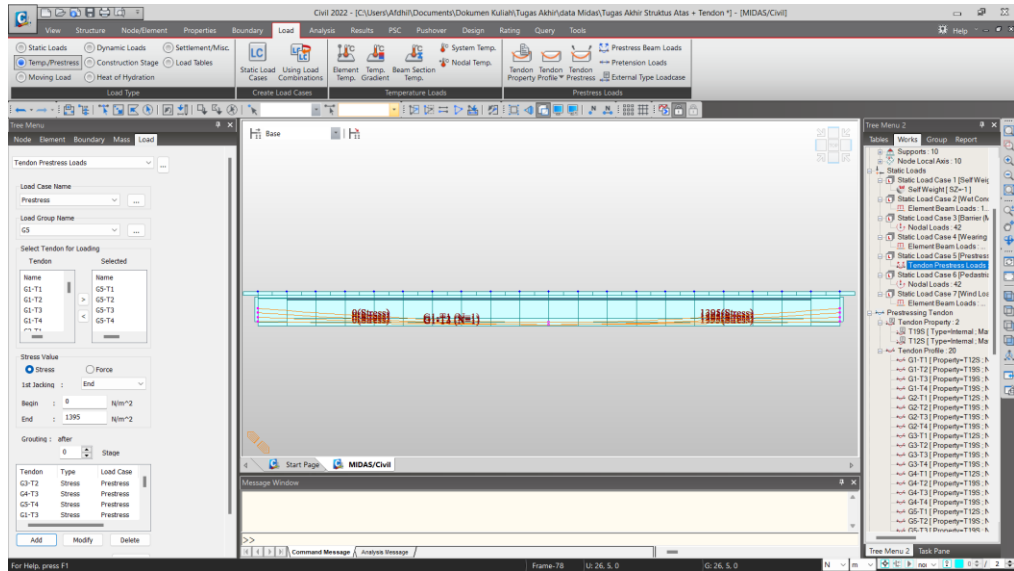 Civil 2022 - [C:\Users\Afdhil\Documents\Dokumen Kuliah\Tugas Akhir\data Midas\Tugas Akhir Struktus Atas + Tendon *] - [MIDAS/Civil]
View Structure Node/Element Properties Boundary Load Analysis Results PSC Pushover Design Rating Query Tools Help
Static Loads Dynamic Loads Settlement/Misc.
Temp./Prestress Construction Stage Load Tables
Moving Load Heat of Hydration
Load Type
LC
Static Load Cases
Using Load Combinations
Create Load Cases
Element Temp.
Temp. Gradient
Beam Section Temp.
System Temp.
Nodal Temp.
Temperature Loads
Tendon Property
Tendon Profile
Tendon Prestress
Prestress Beam Loads
Pretension Loads
External Type Loadcase
Prestress Loads
Tree Menu
Node Element Boundary Mass Load
Tendon Prestress Loads
...
Load Case Name
Prestress
...
Load Group Name
G5
...
Select Tendon for Loading
Tendon Selected
Name Name
G1-T1 G5-T1
G1-T2 > G5-T2
G1-T3 < G5-T3
G1-T4 G5-T4
Stress Value
Stress Force
1st Jacking : End
Begin : 0 N/m^2
End : 1395 N/m^2
Grouting : after
0 Stage
Tendon Type Load Case
G3-T2 Stress Prestress
G4-T3 Stress Prestress
G5-T4 Stress Prestress
G1-T3 Stress Prestress
Add Modify Delete
Base
G1-T1 (N=1)
Start Page MIDAS/Civil
Message Window
>>
Command Message Analysis Message
Tree Menu 2
Tables Works Group Report
Supports : 10
Node Local Axis : 10
Static Loads
Static Load Case 1 [Self Weig
Self Weight [ SZ=-1 ]
Static Load Case 2 [Wet Con
Element Beam Loads : 1...
Static Load Case 3 [Barrier (M
Nodal Loads : 42
Static Load Case 4 [Wearing
Element Beam Loads : ...
Static Load Case 5 [Prestress
Tendon Prestress Loads
Static Load Case 6 [Pedastria
Nodal Loads : 42
Static Load Case 7 [Wind Loa
Element Beam Loads : ...
Prestressing Tendon
Tendon Property : 2
T19S [ Type=Internal ; Ma
T12S [ Type=Internal ; Ma
Tendon Profile : 20
G1-T1 [ Property=T12S ; N
G1-T2 [ Property=T19S ; N
G1-T3 [ Property=T19S ; N
G1-T4 [ Property=T19S ; N
G2-T1 [ Property=T12S ; N
G2-T2 [ Property=T19S ; N
G2-T3 [ Property=T19S ; N
G2-T4 [ Property=T19S ; N
G3-T1 [ Property=T12S ; N
G3-T2 [ Property=T19S ; N
G3-T3 [ Property=T19S ; N
G3-T4 [ Property=T19S ; N
G4-T1 [ Property=T12S ; N
G4-T2 [ Property=T19S ; N
G4-T3 [ Property=T19S ; N
G4-T4 [ Property=T19S ; N
G5-T1 [ Property=T12S ; N
G5-T2 [ Property=T19S ; N
G5-T3 [ Property=T19S ; N
Tree Menu 2 Task Pane
For Help, press F1
Frame-78 U: 26, 5, 0 G: 26, 5, 0 N m